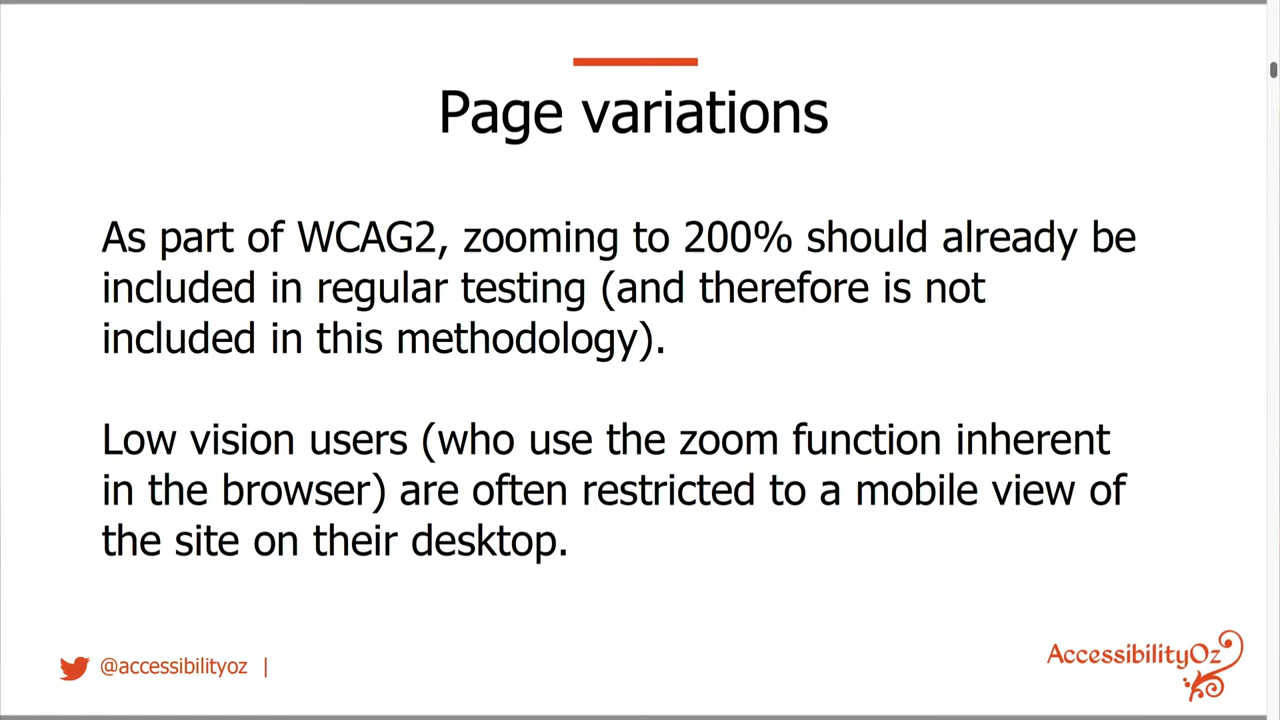 Page variations
As part of WCAG2, zooming to 200% should already be
included in regular testing (and therefore is not
included in this methodology).
Low vision users (who use the zoom function inherent
in the browser) are often restricted to a mobile view of
the site on their desktop.
@accessibilityoz |
AccessibilityOz